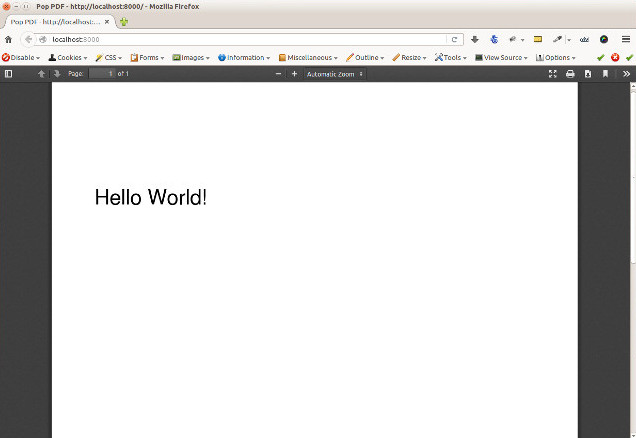 Pop PDF - http://localhost:8000/ - Mozilla Firefox
Pop PDF - http://localhost:8... ×
localhost:8000
Disable Cookies CSS Forms Images Information Miscellaneous Outline Resize Tools View Source Options
Page: 1 of 1 Automatic Zoom
Hello World!